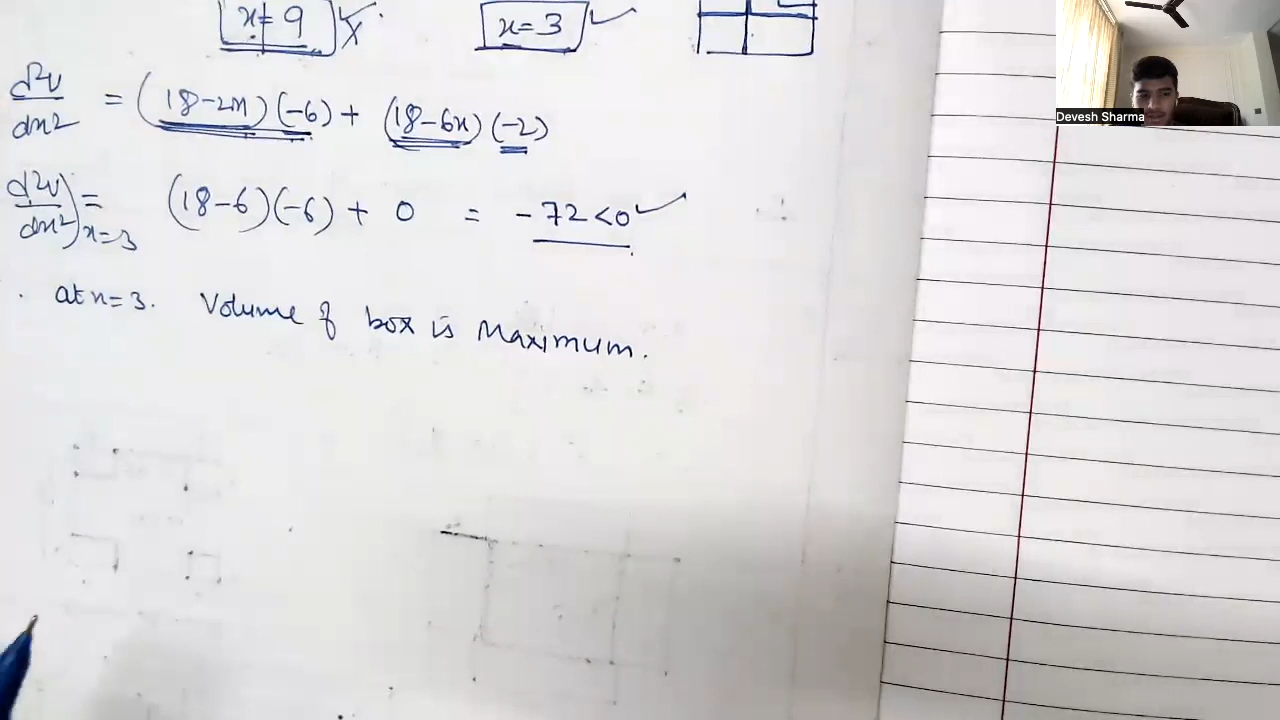 x≠9 x=3
d²v/dx² = (18-2x)(-6) + (18-6x)(-2)
d²v/dx²)x=3 = (18-6)(-6) + 0 = -72<0
. at x=3. Volume of box is Maximum.
Devesh Sharma